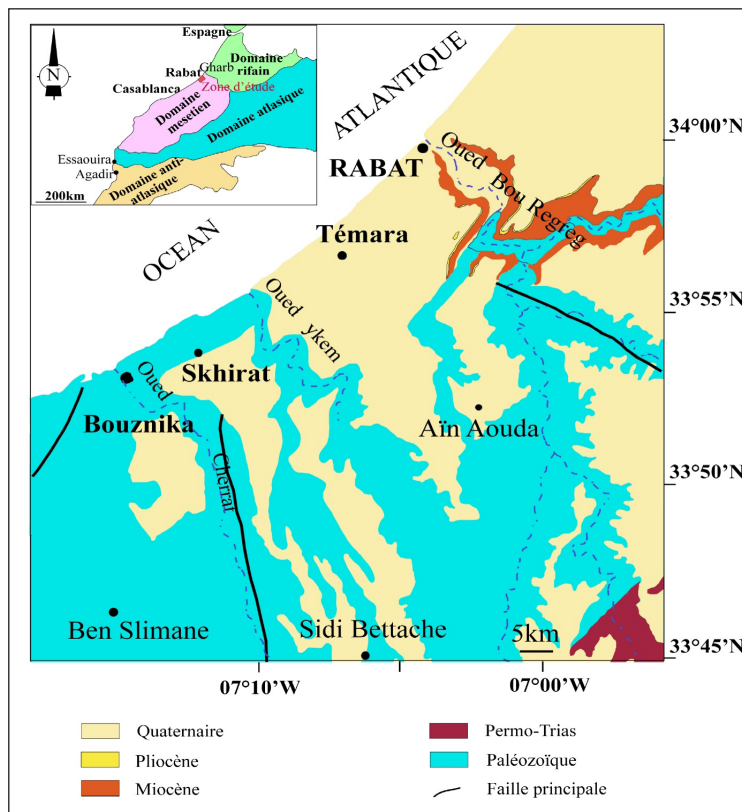 Espagne
N
Gharb
Domaine
rifain
Rabat
Casablanca
Zone d'étude
Domaine
mesetien
Domaine atlasique
Essaouira
Agadir
Domaine anti-
atlasique
200km
OCEAN
ATLANTIQUE
34°00’N
RABAT
Oued Bou Regreg
Témara
33°55’N
Oued ykem
Skhirat
Oued
Cherrat
Bouznika
Aïn Aouda
33°50’N
Ben Slimane
Sidi Bettache
5km
33°45’N
07°10’W
07°00’W
Quaternaire
Pliocène
Miocène
Permo-Trias
Paléozoïque
Faille principale